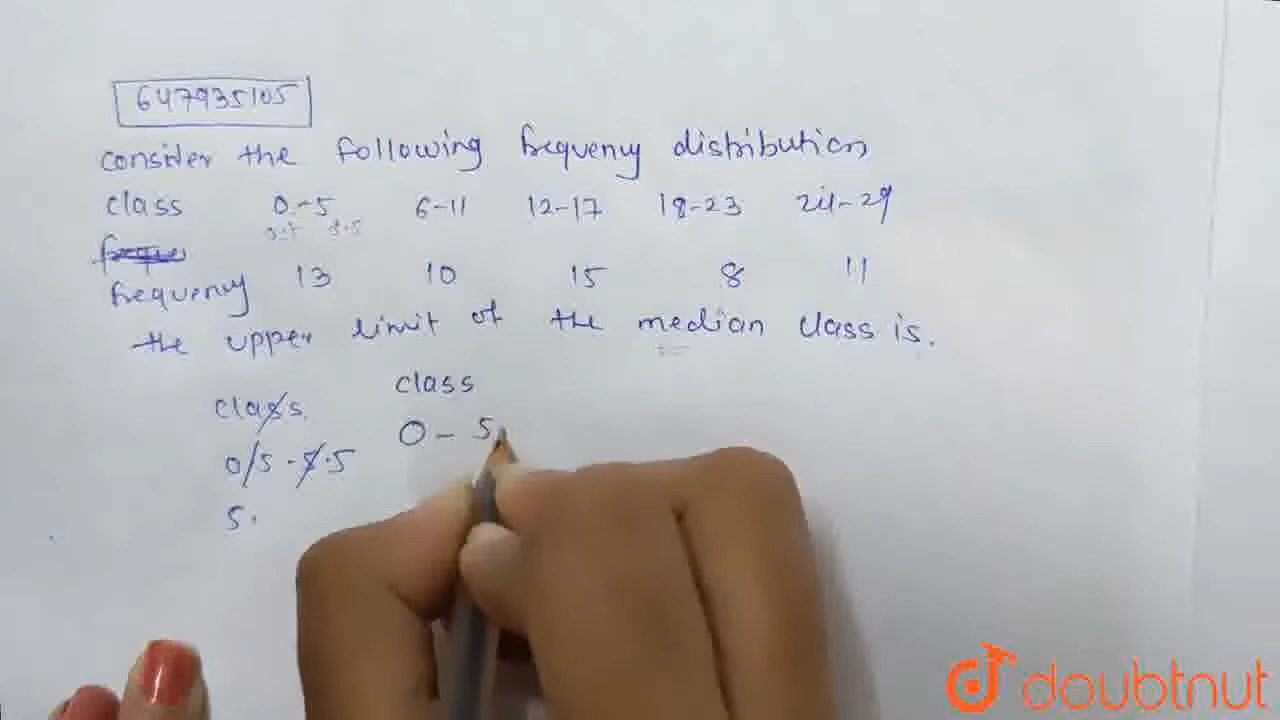 647935105
consider the following frequency distribution
class 0-5 6-11 12-17 18-23 24-29
frequency 13 10 15 8 11
the upper limit of the median class is.
class class
0/5 - 5.5 0 - 5
5.
doubtnut